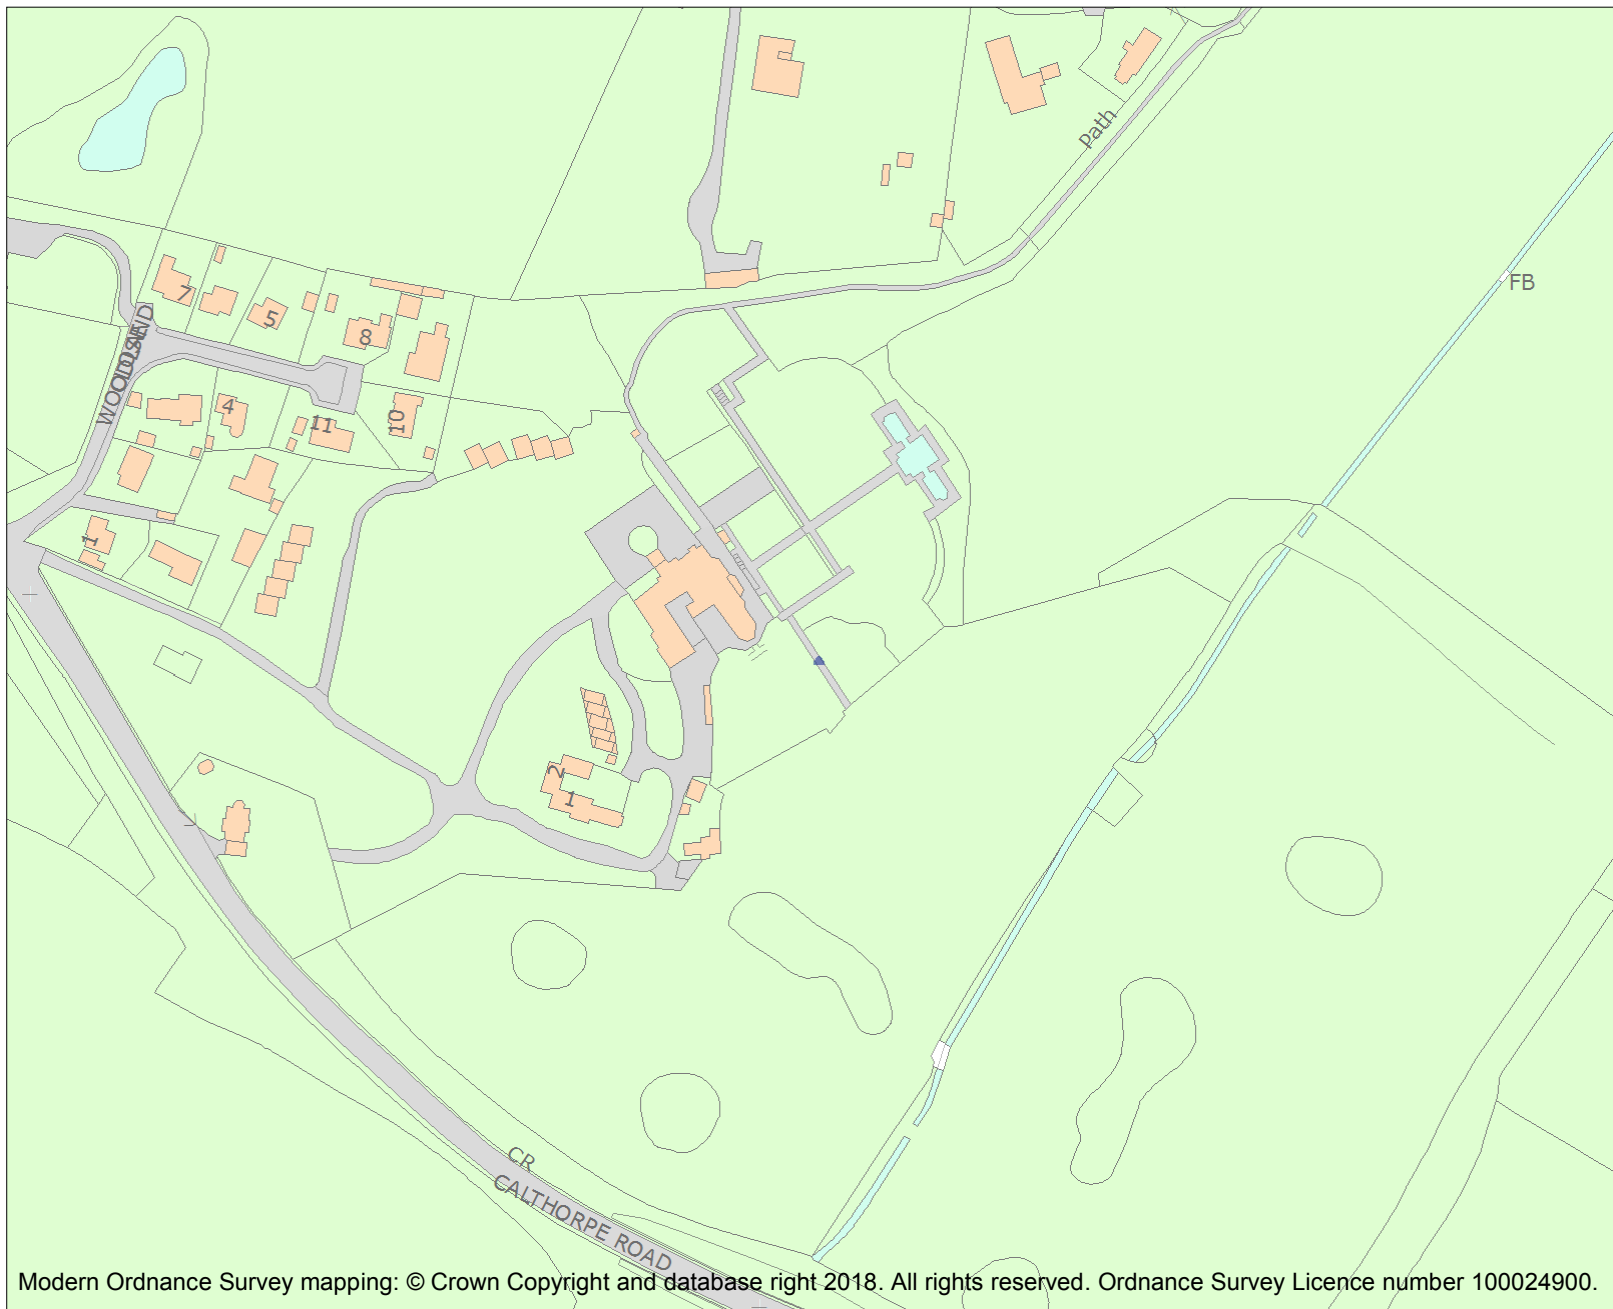 Path
FB
7
5
8
WOODLAND
4
11
10
1
2
1
CR
CALTHORPE ROAD
Modern Ordnance Survey mapping: © Crown Copyright and database right 2018. All rights reserved. Ordnance Survey Licence number 100024900.